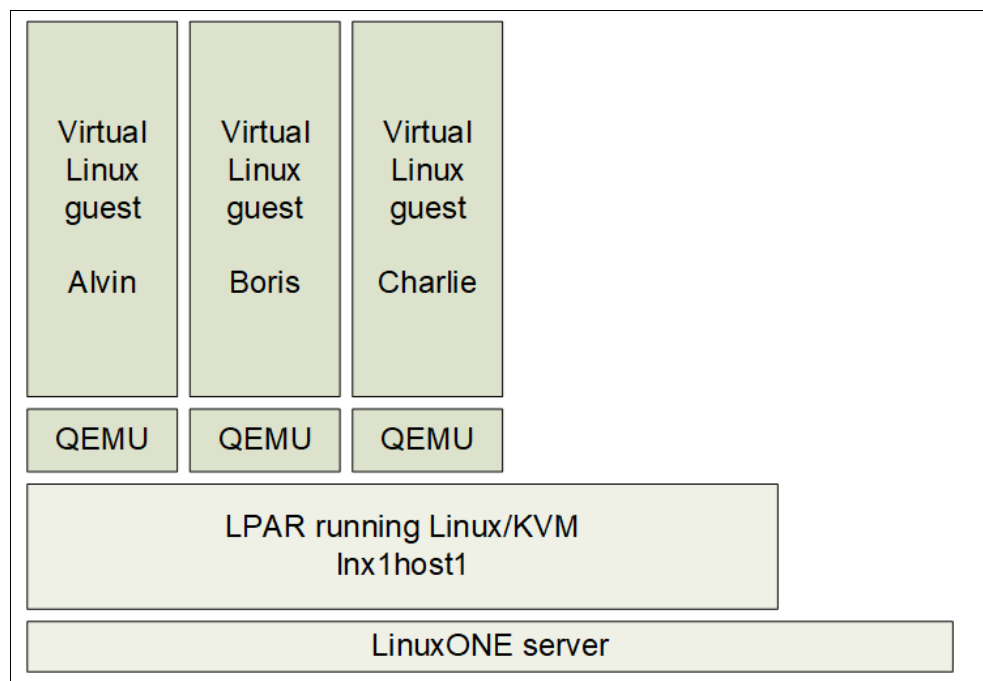 Virtual
Linux
guest
Alvin
Virtual
Linux
guest
Boris
Virtual
Linux
guest
Charlie
QEMU
QEMU
QEMU
LPAR running Linux/KVM
lnx1host1
LinuxONE server